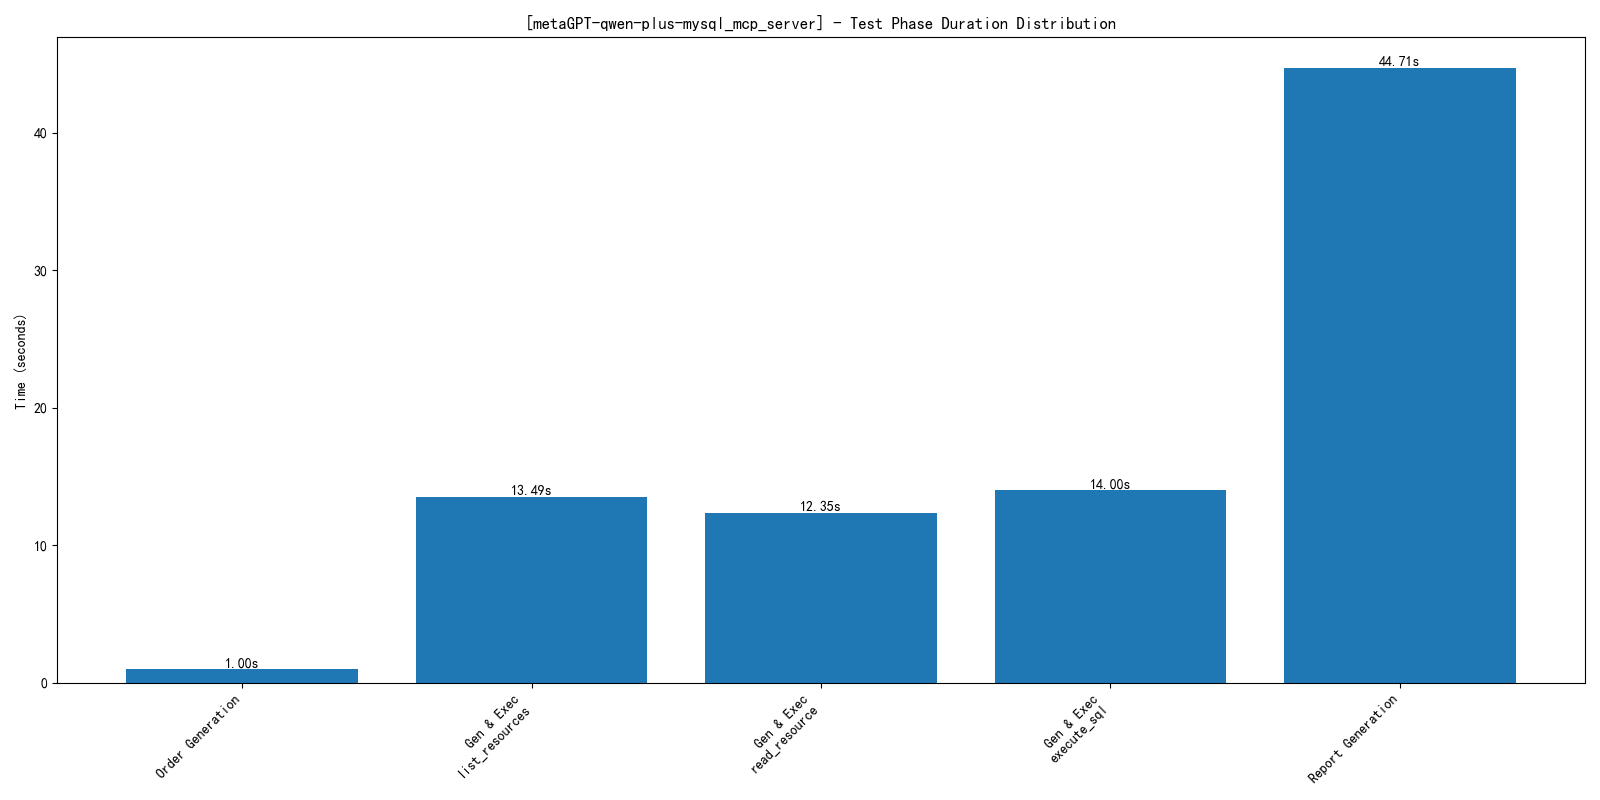 [metaGPT-qwen-plus-mysql_mcp_server] - Test Phase Duration Distribution
Time (seconds)
40
30
20
10
0
1.00s
13.49s
12.35s
14.00s
44.71s
Order Generation
Gen & Exec
list_resources
Gen & Exec
read_resource
Gen & Exec
execute_sql
Report Generation